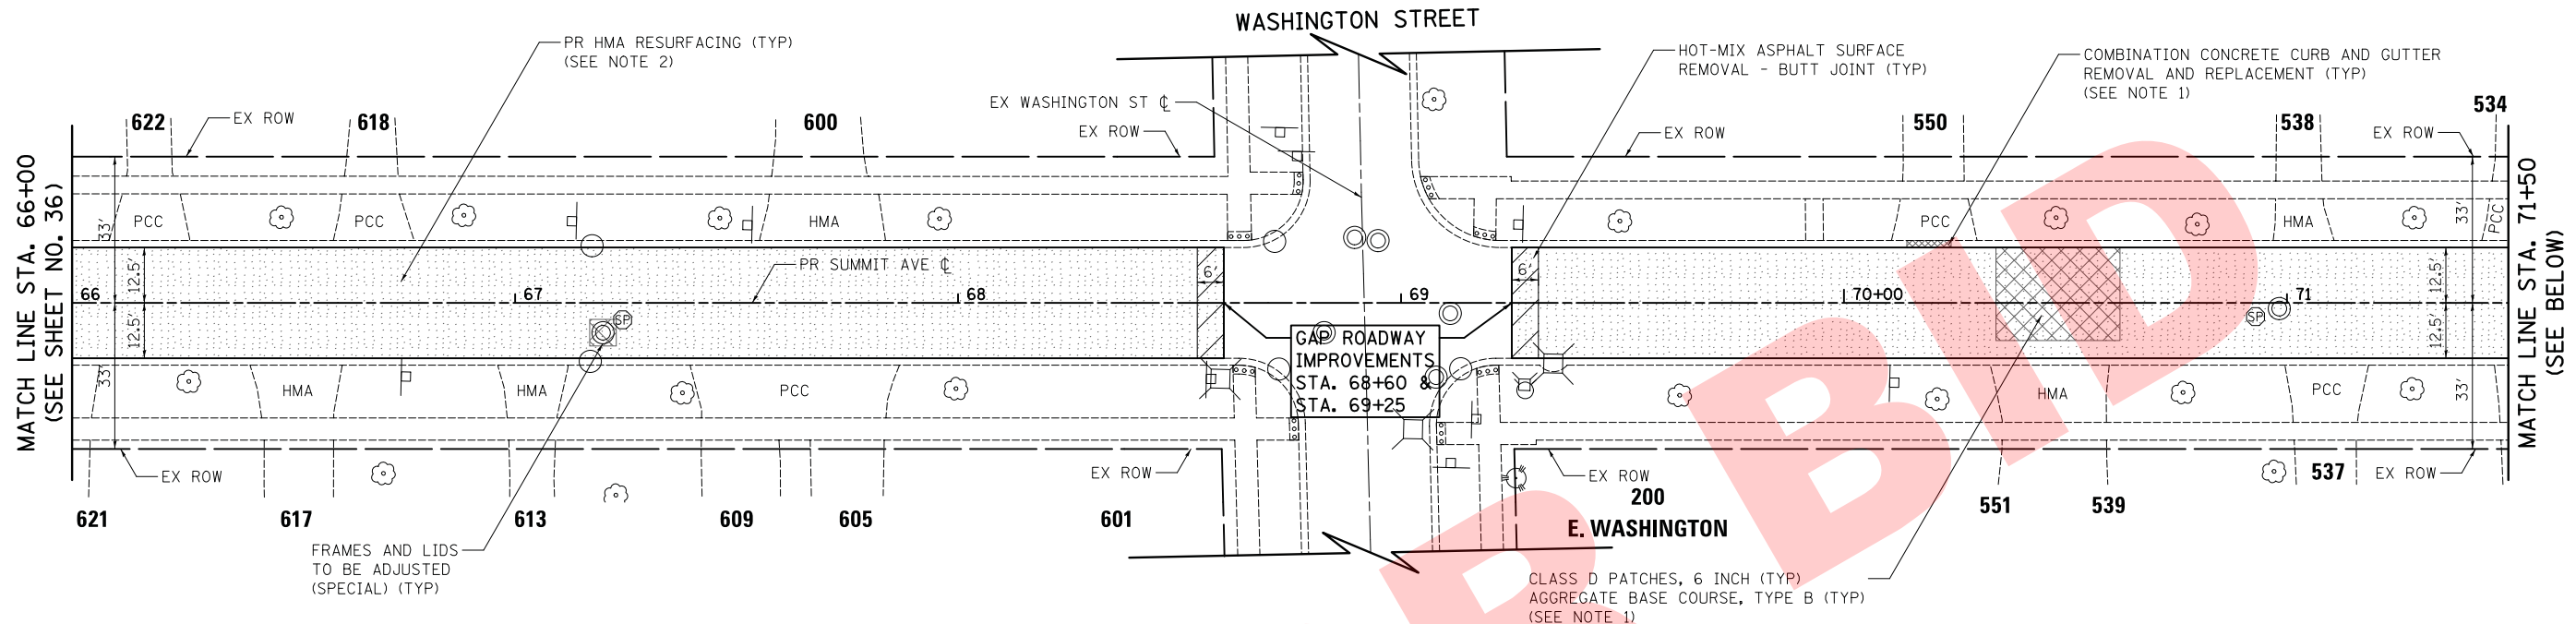 WASHINGTON STREET
PR HMA RESURFACING (TYP)
(SEE NOTE 2)
HOT-MIX ASPHALT SURFACE
REMOVAL - BUTT JOINT (TYP)
COMBINATION CONCRETE CURB AND GUTTER
REMOVAL AND REPLACEMENT (TYP)
(SEE NOTE 1)
EX WASHINGTON ST ℄
622
EX ROW
618
600
EX ROW
EX ROW
550
538
EX ROW
534
MATCH LINE STA. 66+00
(SEE SHEET NO. 36)
33'
PCC
PCC
HMA
PCC
HMA
33'
PCC
MATCH LINE STA. 71+50
(SEE BELOW)
12.5'
PR SUMMIT AVE ℄
6'
6'
12.5'
66
67
68
69
70+00
71
12.5'
SP
SP
12.5'
GAP ROADWAY
IMPROVEMENTS
STA. 68+60 &
STA. 69+25
33'
HMA
HMA
PCC
HMA
PCC
33'
EX ROW
EX ROW
EX ROW
537
EX ROW
621
617
613
609
605
601
200
E. WASHINGTON
551
539
FRAMES AND LIDS
TO BE ADJUSTED
(SPECIAL) (TYP)
CLASS D PATCHES, 6 INCH (TYP)
AGGREGATE BASE COURSE, TYPE B (TYP)
(SEE NOTE 1)
R BID